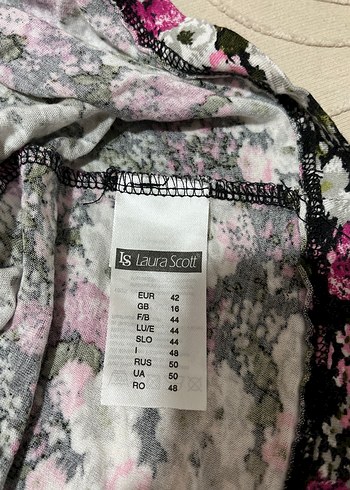 LS Laura Scott
EUR 42
GB 16
F/B 44
LU/E 44
SLO 44
I 48
RUS 50
UA 50
RO 48